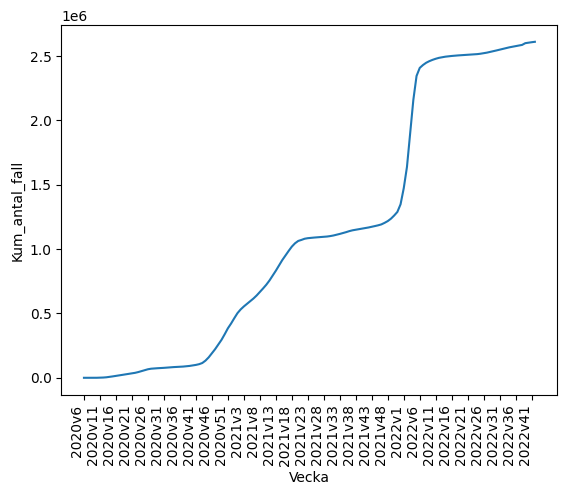 1e6
Kum_antal_fall
2.5
2.0
1.5
1.0
0.5
0.0
2020v6
2020v11
2020v16
2020v21
2020v26
2020v31
2020v36
2020v41
2020v46
2020v51
2021v3
2021v8
2021v13
2021v18
2021v23
2021v28
2021v33
2021v38
2021v43
2021v48
2022v1
2022v6
2022v11
2022v16
2022v21
2022v26
2022v31
2022v36
2022v41
Vecka